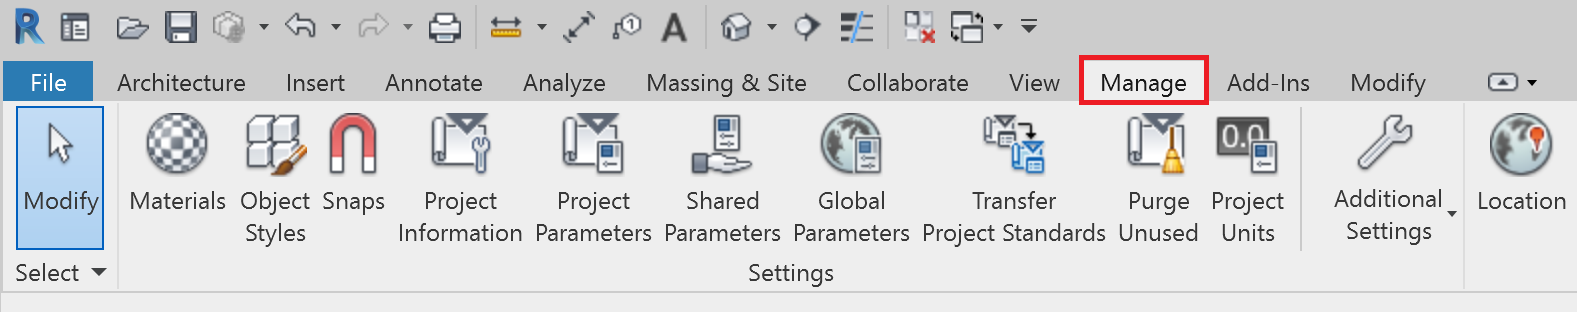 File Architecture Insert Annotate Analyze Massing & Site Collaborate View Manage Add-Ins Modify
Modify Materials Object Styles Snaps Project Information Project Parameters Shared Parameters Global Parameters Transfer Project Standards Purge Unused Project Units Additional Settings Location
Select Settings